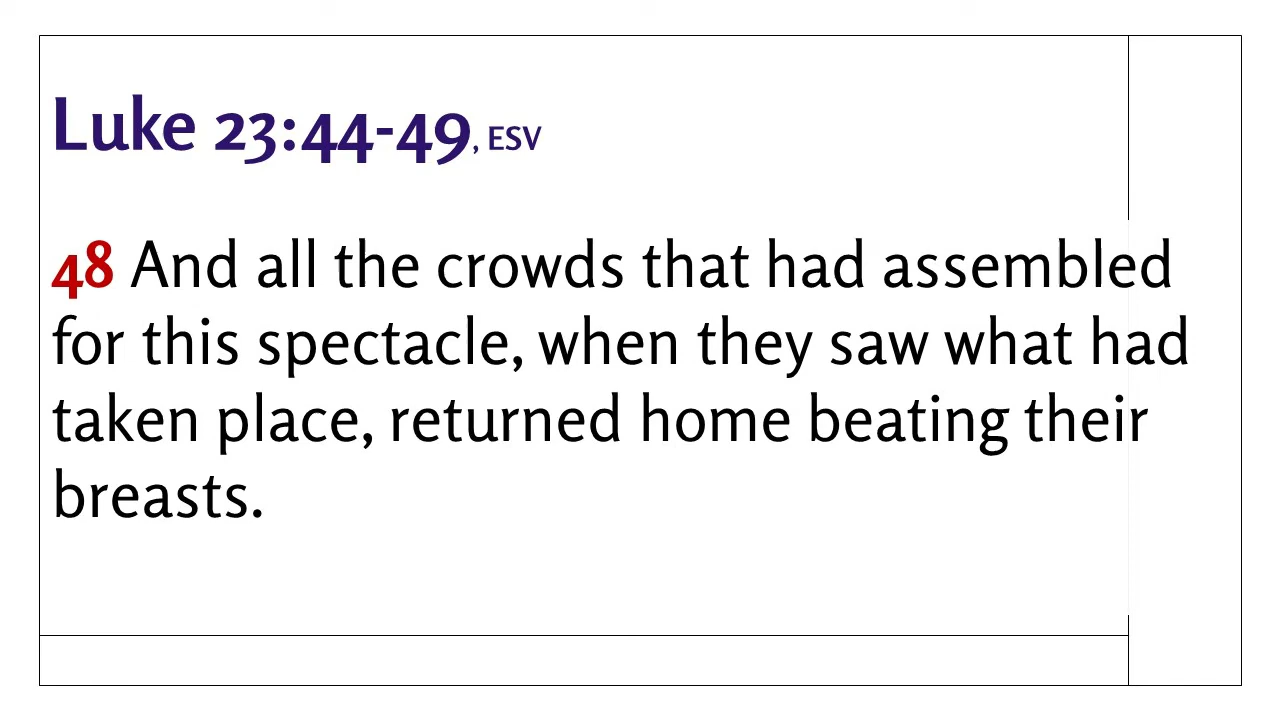 Luke 23:44-49, ESV
48 And all the crowds that had assembled
for this spectacle, when they saw what had
taken place, returned home beating their
breasts.